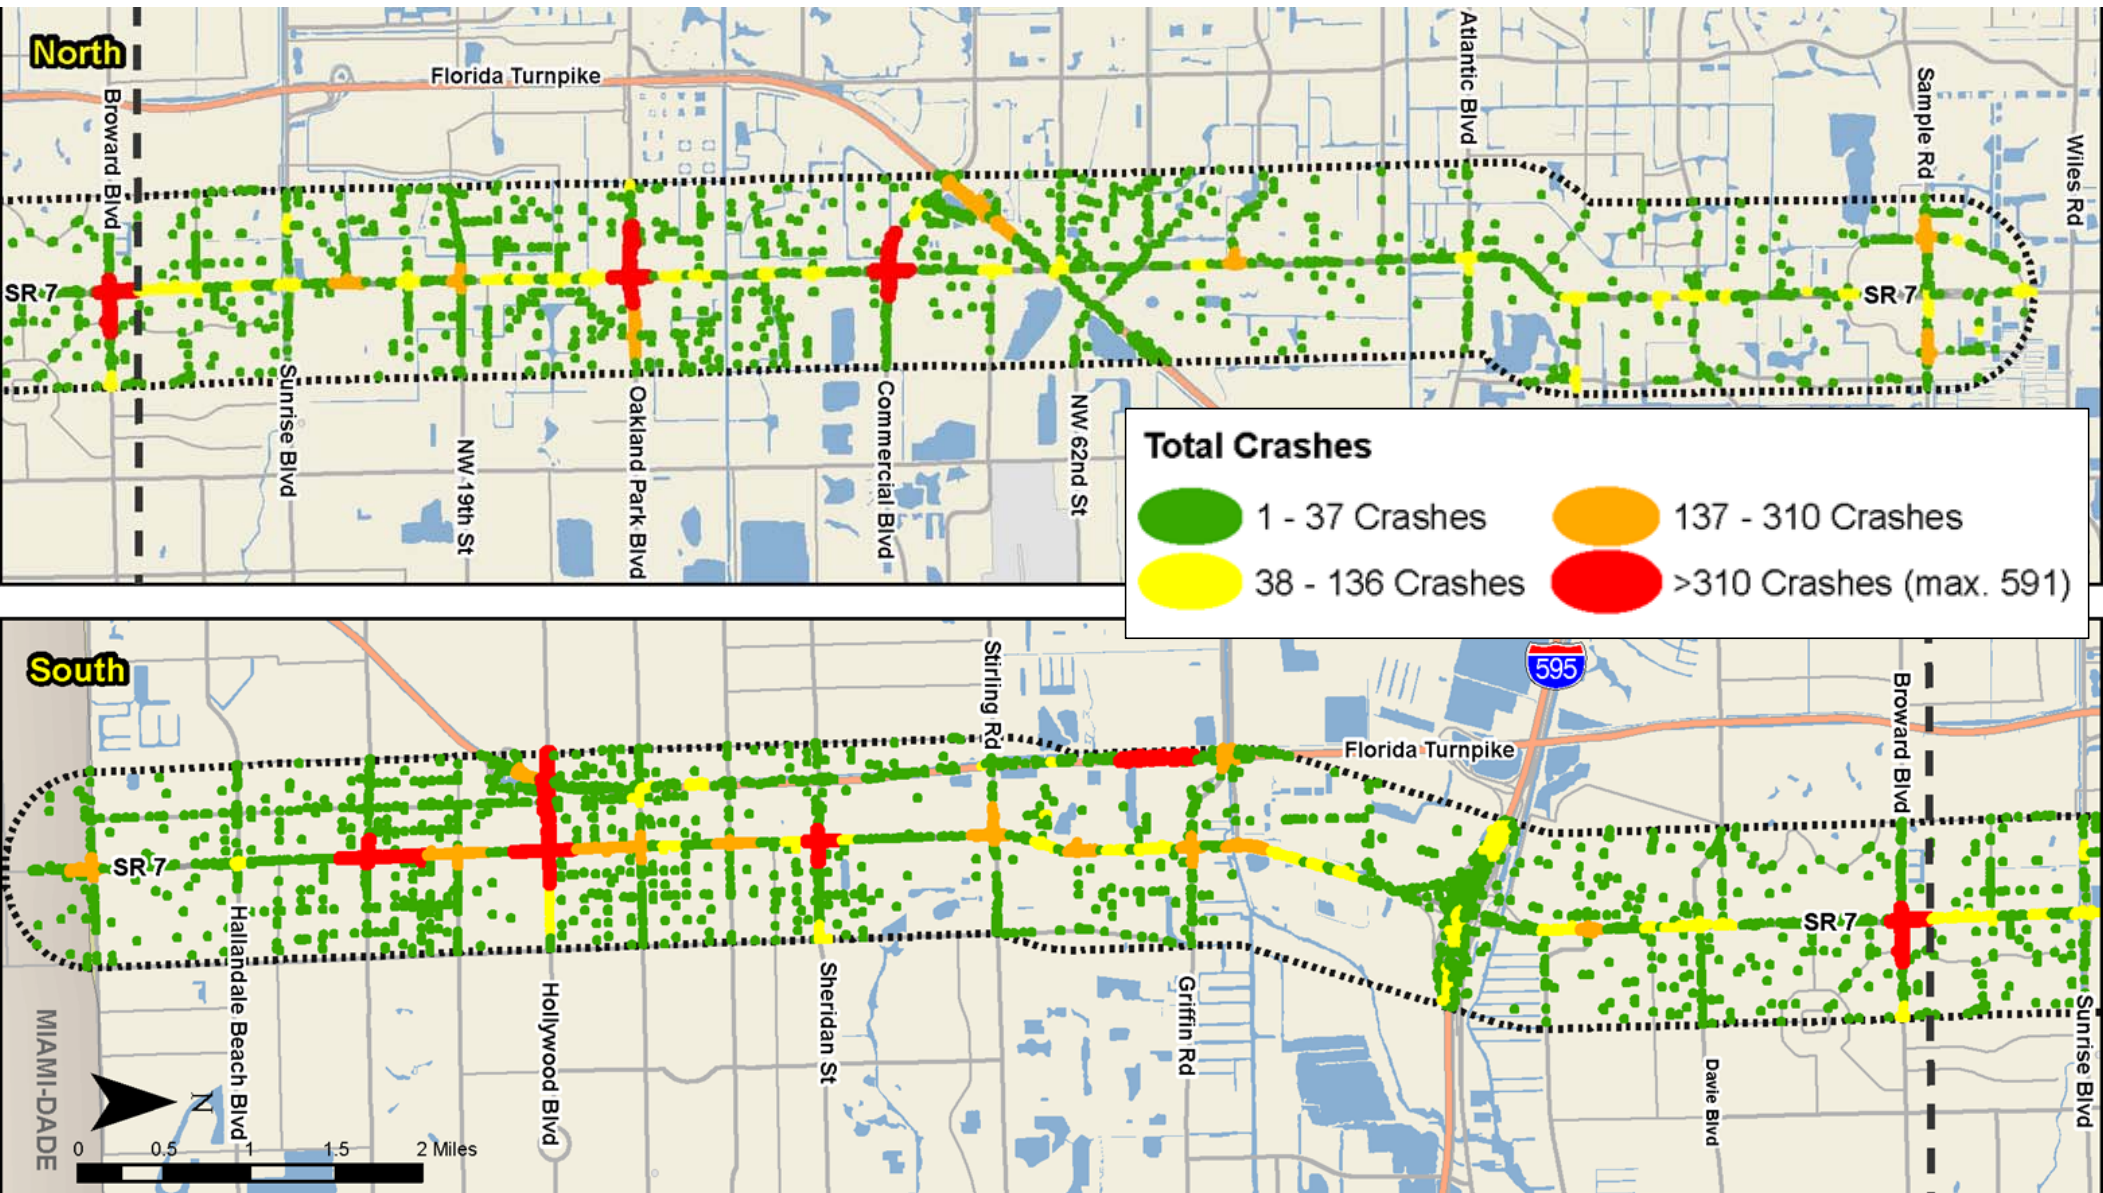 North
Florida Turnpike
Broward Blvd
Atlantic Blvd
Sample Rd
Wiles Rd
SR 7
SR 7
Sunrise Blvd
NW 19th St
Oakland Park Blvd
Commercial Blvd
NW 62nd St
Total Crashes
1 - 37 Crashes
137 - 310 Crashes
38 - 136 Crashes
>310 Crashes (max. 591)
South
Stirling Rd
595
Broward Blvd
Florida Turnpike
SR 7
SR 7
Hallandale Beach Blvd
Hollywood Blvd
Sheridan St
Griffin Rd
Davie Blvd
Sunrise Blvd
MIAMI-DADE
N
0 0.5 1 1.5 2 Miles